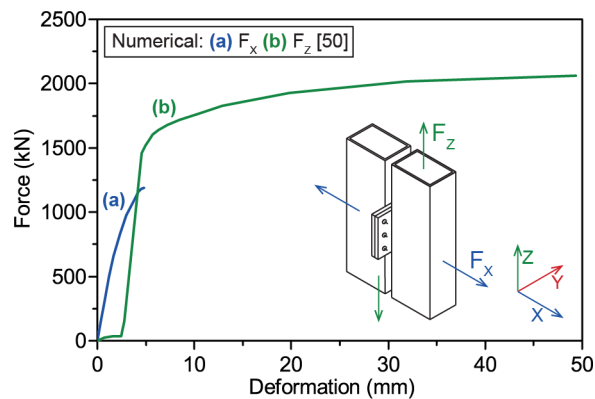 2500
Numerical: (a) Fx (b) Fz [50]
2000
(b)
1500
Fz
Force (kN)
(a)
1000
Fx
Z
Y
X
500
0
0 10 20 30 40 50
Deformation (mm)